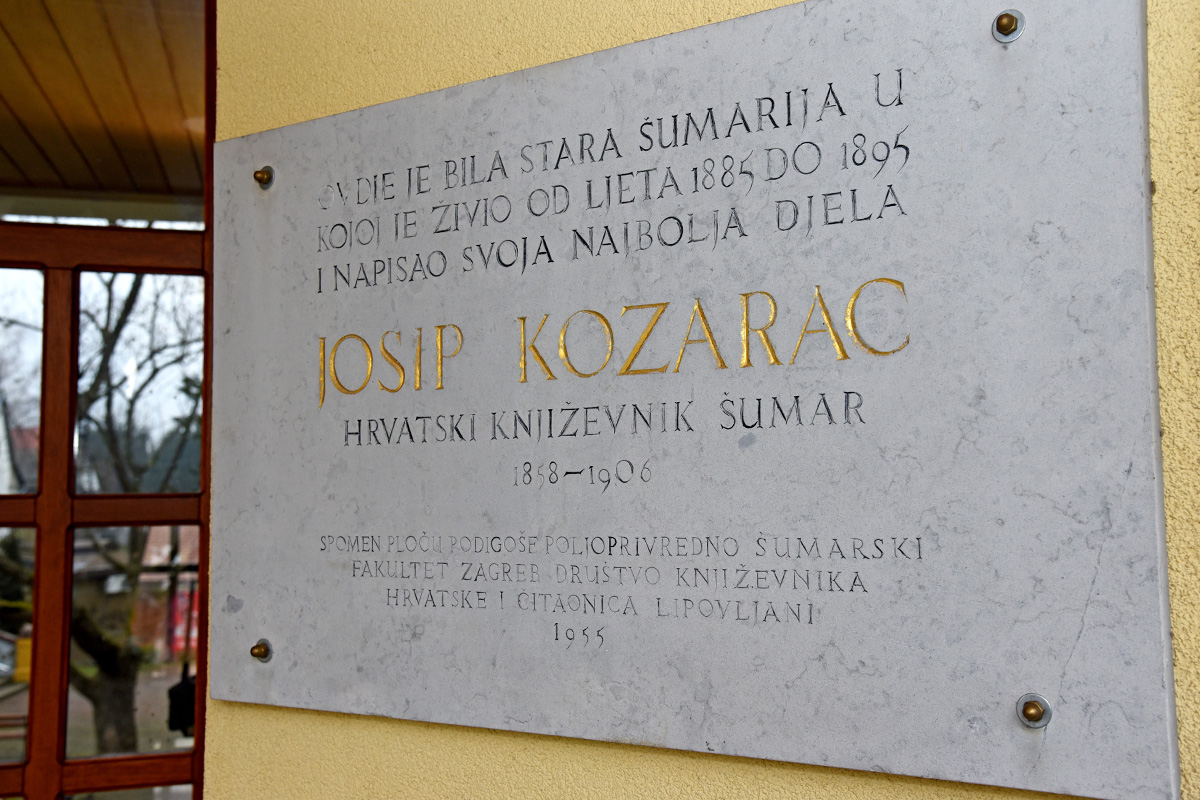 OVDJE JE BILA STARA ŠUMARIJA U
KOJOJ JE ŽIVIO OD LJETA 1885 DO 1895
I NAPISAO SVOJA NAJBOLJA DJELA
JOSIP KOZARAC
HRVATSKI KNJIŽEVNIK ŠUMAR
1858–1906
SPOMEN PLOČU PODIGOŠE POLJOPRIVREDNO ŠUMARSKI
FAKULTET ZAGREB DRUŠTVO KNJIŽEVNIKA
HRVATSKE I ČITAONICA LIPOVLJANI
1955